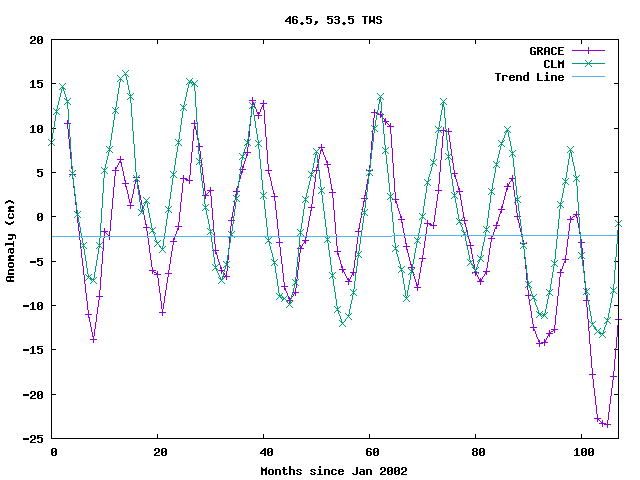 46.5, 53.5 TWS
GRACE
CLM
Trend Line
Anomaly (cm)
20
15
10
5
0
-5
-10
-15
-20
-25
0 20 40 60 80 100
Months since Jan 2002